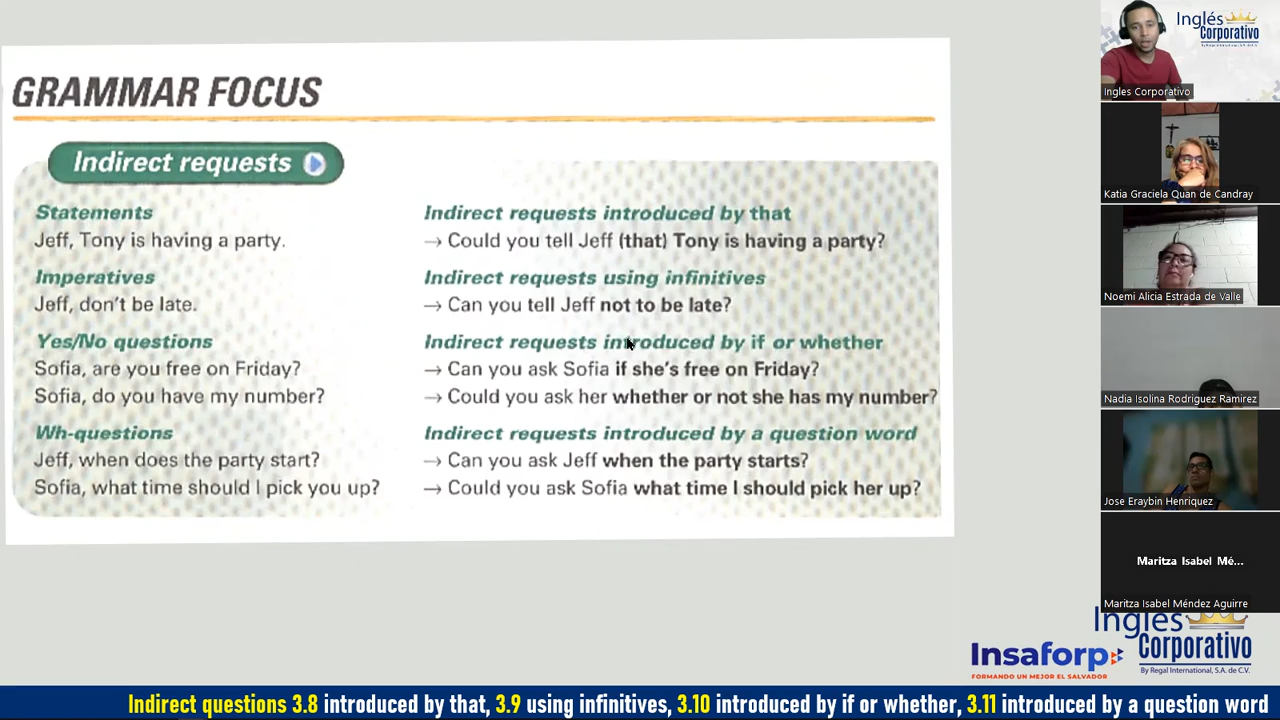 GRAMMAR FOCUS
Indirect requests
Statements
Jeff, Tony is having a party.
Imperatives
Jeff, don't be late.
Yes/No questions
Sofia, are you free on Friday?
Sofia, do you have my number?
Wh-questions
Jeff, when does the party start?
Sofia, what time should I pick you up?
Indirect requests introduced by that
→ Could you tell Jeff (that) Tony is having a party?
Indirect requests using infinitives
→ Can you tell Jeff not to be late?
Indirect requests introduced by if or whether
→ Can you ask Sofia if she's free on Friday?
→ Could you ask her whether or not she has my number?
Indirect requests introduced by a question word
→ Can you ask Jeff when the party starts?
→ Could you ask Sofia what time I should pick her up?
Inglés
Corporativo
By Regal International, S.A. de C.V.
Ingles Corporativo
Katia Graciela Quan de Candray
Noemi Alicia Estrada de Valle
Nadia Isolina Rodriguez Ramirez
Jose Eraybin Henriquez
Maritza Isabel Mé...
Maritza Isabel Méndez Aguirre
Inglés
Corporativo
By Regal International, S.A. de C.V.
Insaforp
FORMANDO UN MEJOR EL SALVADOR
Indirect questions 3.8 introduced by that, 3.9 using infinitives, 3.10 introduced by if or whether, 3.11 introduced by a question word